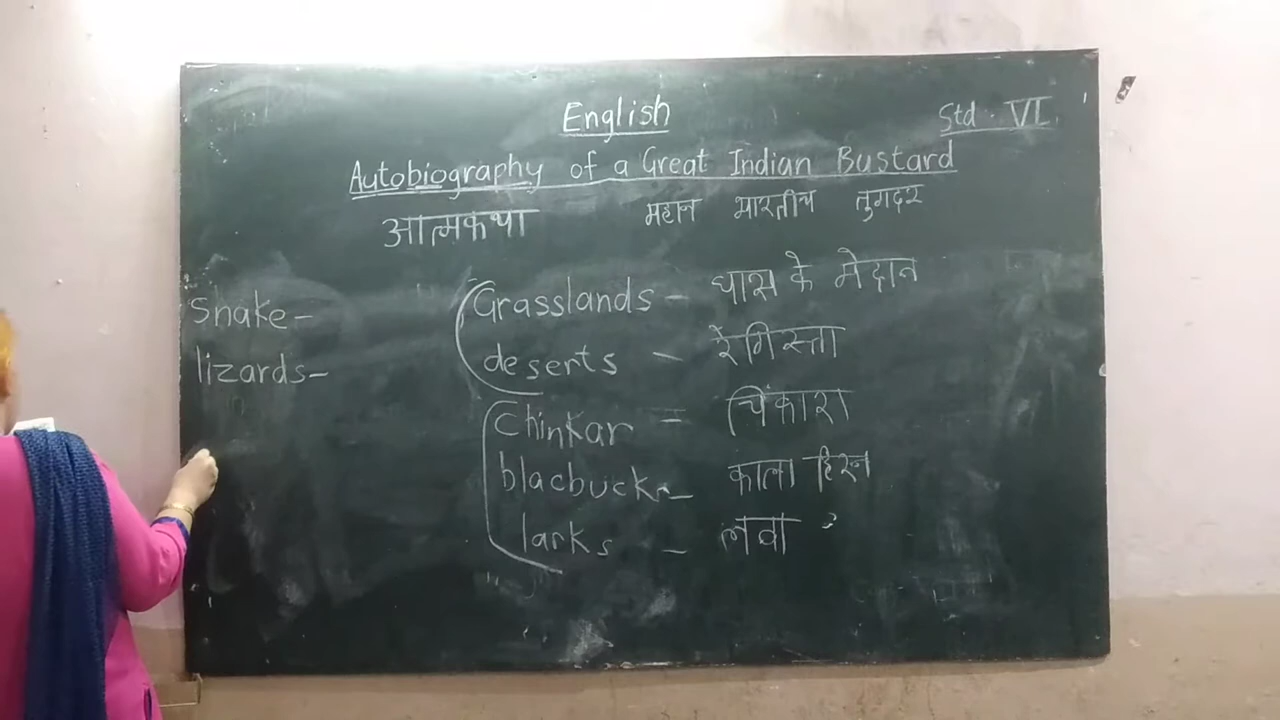 English
Std. VI
Autobiography of a Great Indian Bustard
आत्मकथा महान भारतीय तुगदर
Snake-
lizards-
Grasslands - घास के मेदान
deserts - रेगिस्ता
Chinkar = चिंकारा
blacbuck - काला हिरन
larks - लवा